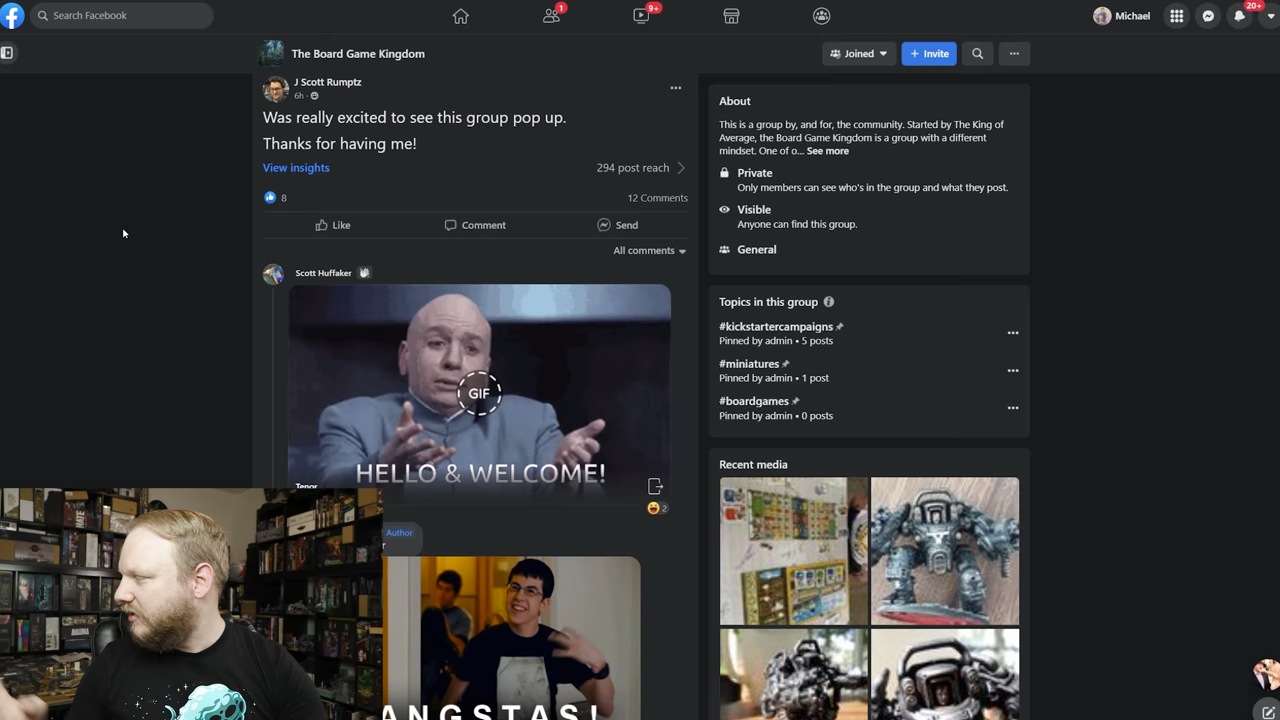 Search Facebook
1
9+
Michael
20+
The Board Game Kingdom
Joined
+ Invite
J Scott Rumptz
6h
Was really excited to see this group pop up.
Thanks for having me!
View insights
294 post reach
8
12 Comments
Like
Comment
Send
All comments
Scott Huffaker
GIF
HELLO & WELCOME!
Tenor
2
Author
r
ANGSTAS!
About
This is a group by, and for, the community. Started by The King of
Average, the Board Game Kingdom is a group with a different
mindset. One of o... See more
Private
Only members can see who's in the group and what they post.
Visible
Anyone can find this group.
General
Topics in this group
#kickstartercampaigns
Pinned by admin • 5 posts
#miniatures
Pinned by admin • 1 post
#boardgames
Pinned by admin • 0 posts
Recent media